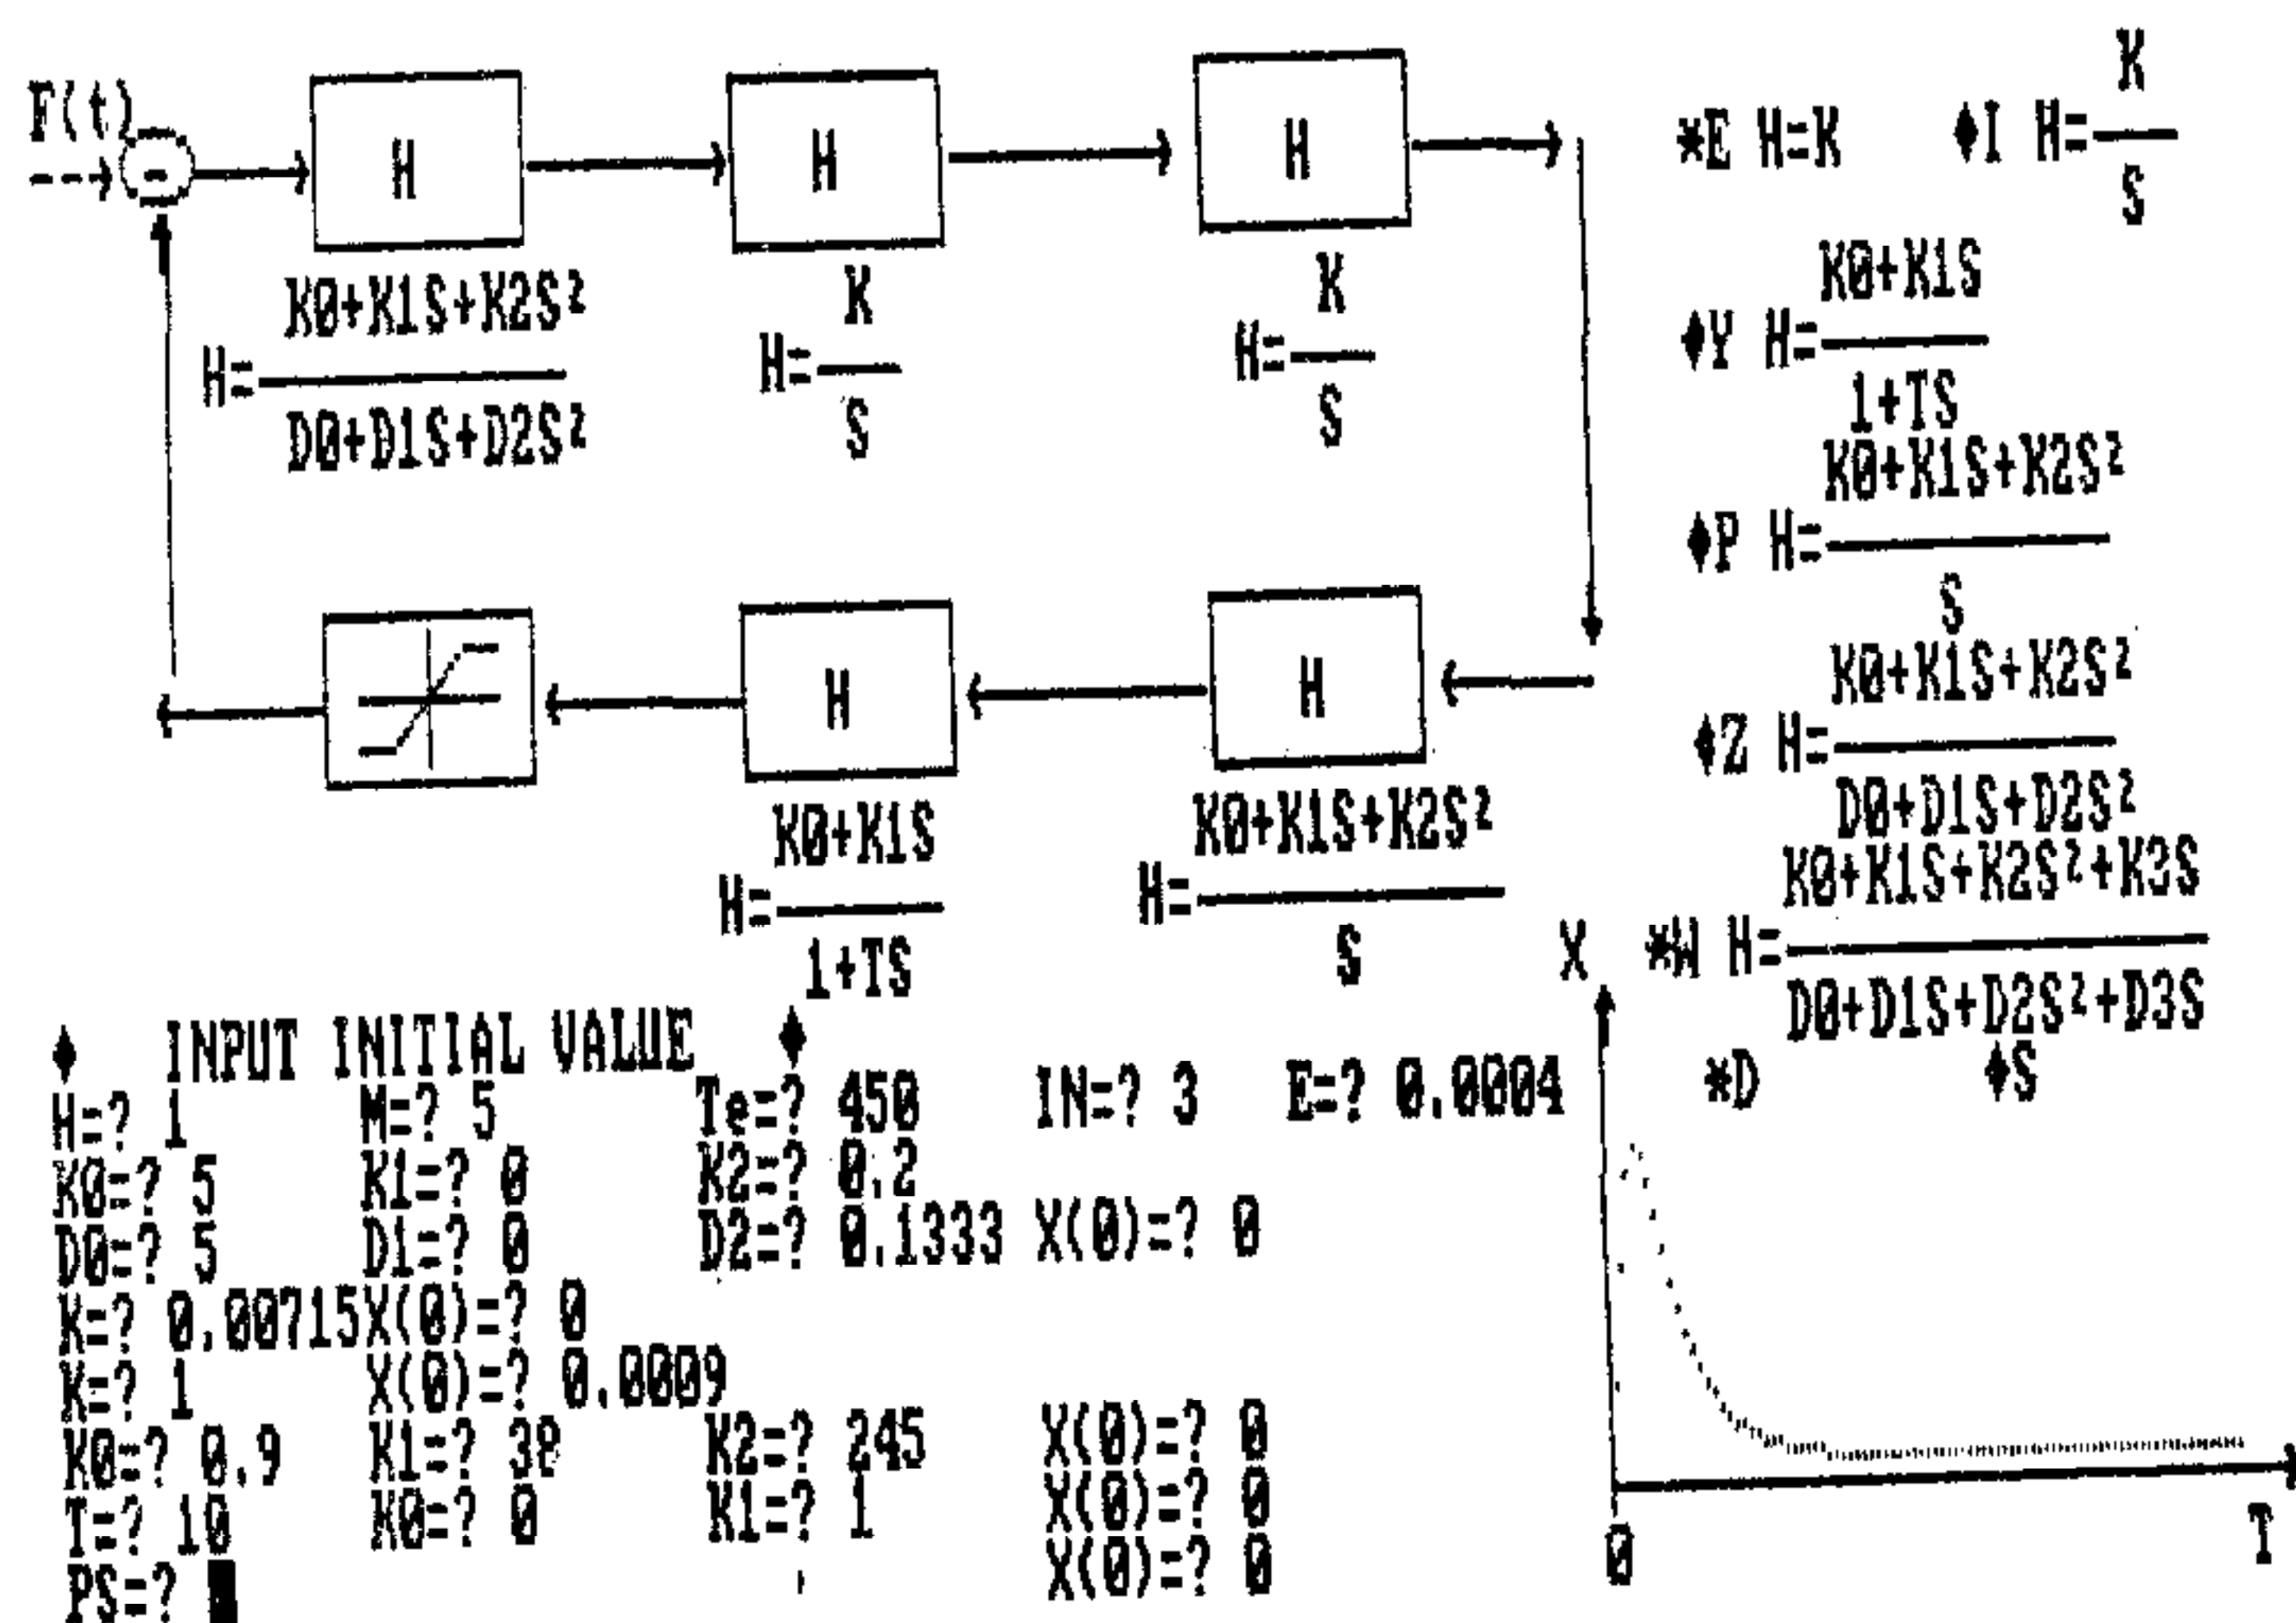 F(t)
-
H
H
H
H=
K0+K1S+K2S²
D0+D1S+D2S²
H=
K
S
H=
K
S
*E H=K
♦I H=
K
S
♦Y H=
K0+K1S
1+TS
♦P H=
K0+K1S+K2S²
S
♦Z H=
K0+K1S+K2S²
D0+D1S+D2S²
*W H=
K0+K1S+K2S²+K3S
D0+D1S+D2S²+D3S
*D ♦S
H
H
H=
K0+K1S
1+TS
H=
K0+K1S+K2S²
S
♦ INPUT INITIAL VALUE ♦
H=? 1 M=? 5 Te=? 450 IN=? 3 E=? 0.0004
K0=? 5 K1=? 0 K2=? 0.2
D0=? 5 D1=? 0 D2=? 0.1333 X(0)=? 0
K=? 0.00715 X(0)=? 0
K=? 1 X(0)=? 0.0009
K0=? 0.9 K1=? K2=? 245 X(0)=? 0
T=? 10 K0=? 0 K1=? 1 X(0)=? 0
PS=? X(0)=? 0
X
0
T